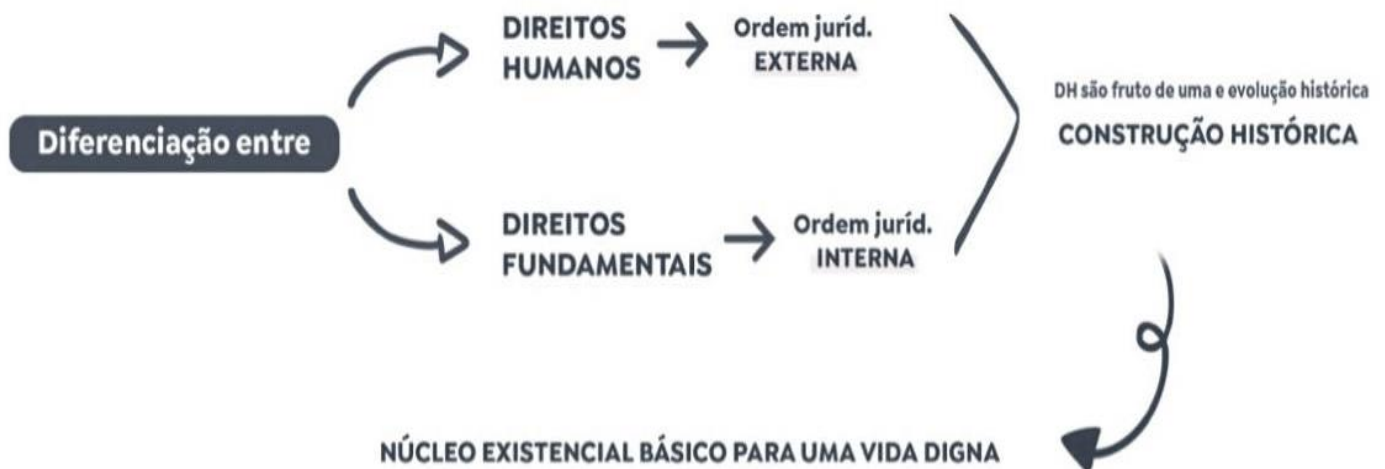 Diferenciação entre
DIREITOS
HUMANOS
Ordem juríd.
EXTERNA
DIREITOS
FUNDAMENTAIS
Ordem juríd.
INTERNA
DH são fruto de uma e evolução histórica
CONSTRUÇÃO HISTÓRICA
NÚCLEO EXISTENCIAL BÁSICO PARA UMA VIDA DIGNA